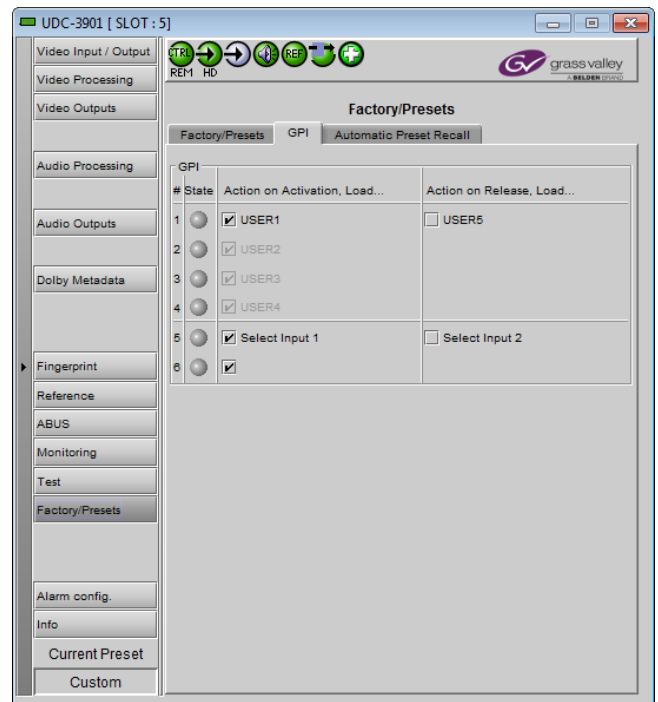 UDC-3901 [ SLOT : 5]
Video Input / Output
Video Processing
Video Outputs
Audio Processing
Audio Outputs
Dolby Metadata
Fingerprint
Reference
ABUS
Monitoring
Test
Factory/Presets
Alarm config.
Info
Current Preset
Custom
CTRL
REF
REM HD
GV grass valley
A BELDEN BRAND
Factory/Presets
Factory/Presets GPI Automatic Preset Recall
GPI
# State Action on Activation, Load... Action on Release, Load...
1 USER1 USER5
2 USER2
3 USER3
4 USER4
5 Select Input 1 Select Input 2
6